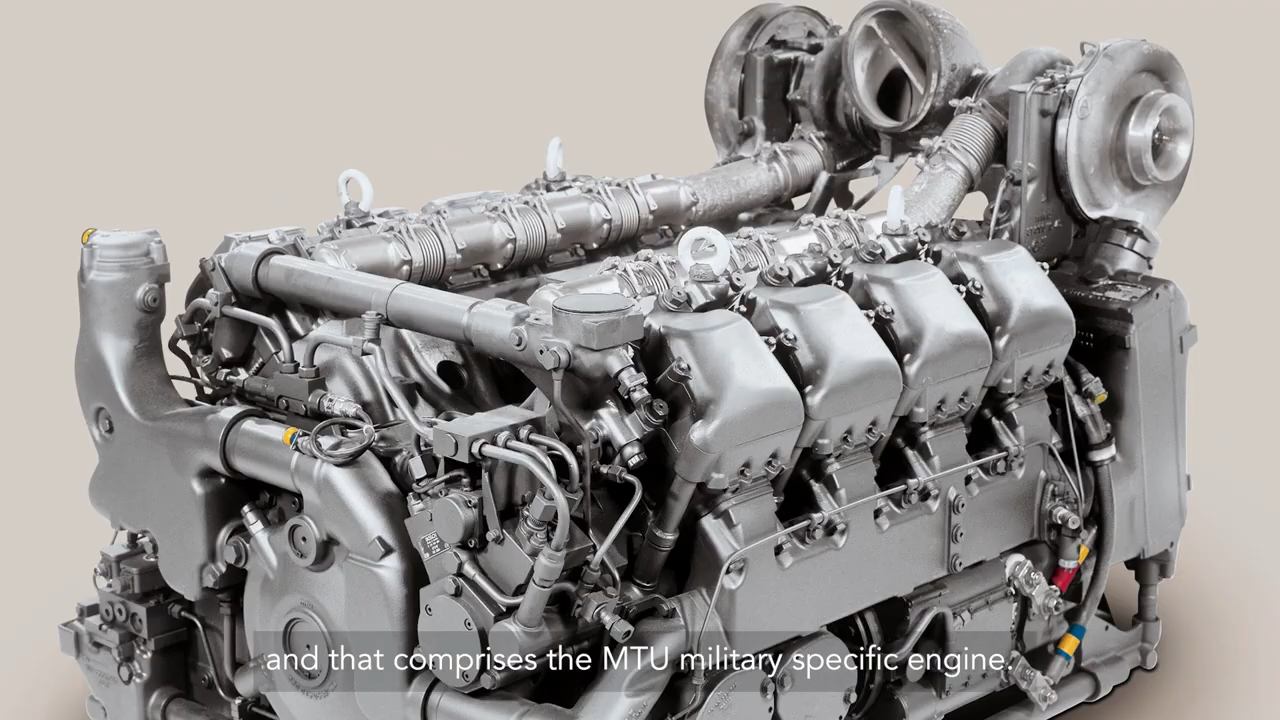 and that comprises the MTU military specific engine.